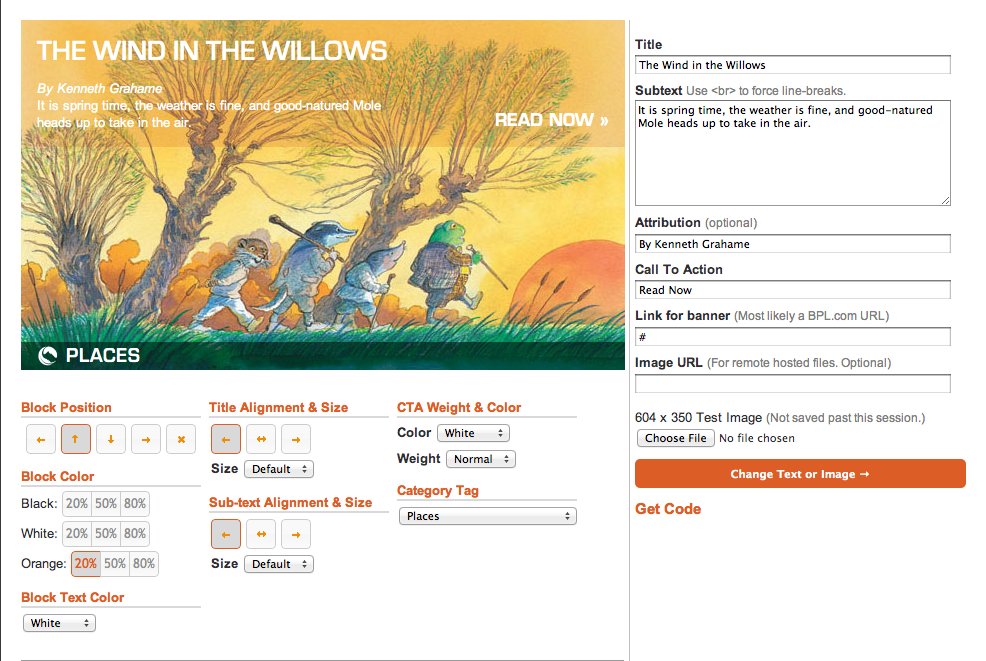 THE WIND IN THE WILLOWS
By Kenneth Grahame
It is spring time, the weather is fine, and good-natured Mole
heads up to take in the air.
READ NOW »
PLACES
Title
The Wind in the Willows
Subtext Use <br> to force line-breaks.
It is spring time, the weather is fine, and good-natured
Mole heads up to take in the air.
Attribution (optional)
By Kenneth Grahame
Call To Action
Read Now
Link for banner (Most likely a BPL.com URL)
#
Image URL (For remote hosted files. Optional)
604 x 350 Test Image (Not saved past this session.)
Choose File No file chosen
Change Text or Image →
Get Code
Block Position
← ↑ ↓ → ×
Block Color
Black: 20% 50% 80%
White: 20% 50% 80%
Orange: 20% 50% 80%
Block Text Color
White
Title Alignment & Size
← ↔ →
Size Default
Sub-text Alignment & Size
← ↔ →
Size Default
CTA Weight & Color
Color White
Weight Normal
Category Tag
Places